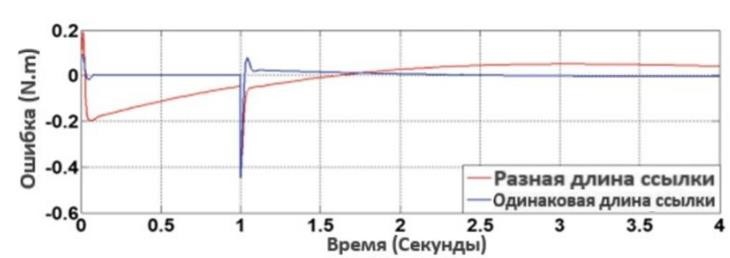 0.2
0
-0.2
-0.4
-0.6
Ошибка (N.m)
0 0.5 1 1.5 2 2.5 3 3.5 4
Время (Секунды)
Разная длина ссылки
Одинаковая длина ссылки